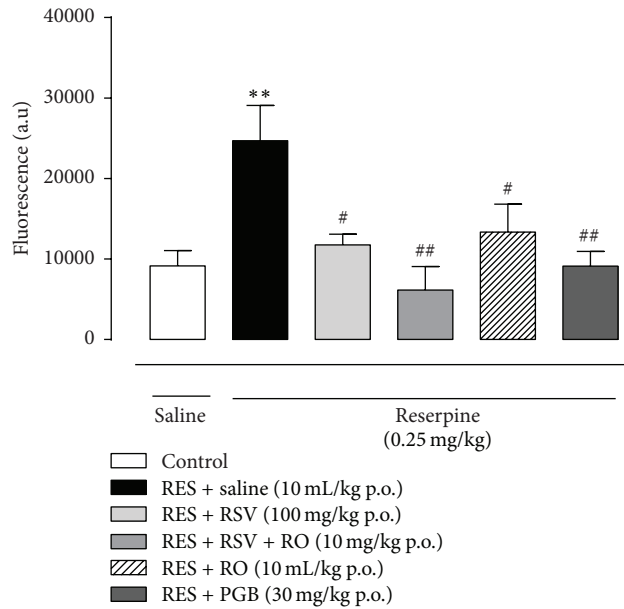 40000
30000
20000
10000
0
Fluorescence (a.u)
**
#
##
#
##
Saline
Reserpine
(0.25 mg/kg)
Control
RES + saline (10 mL/kg p.o.)
RES + RSV (100 mg/kg p.o.)
RES + RSV + RO (10 mg/kg p.o.)
RES + RO (10 mL/kg p.o.)
RES + PGB (30 mg/kg p.o.)